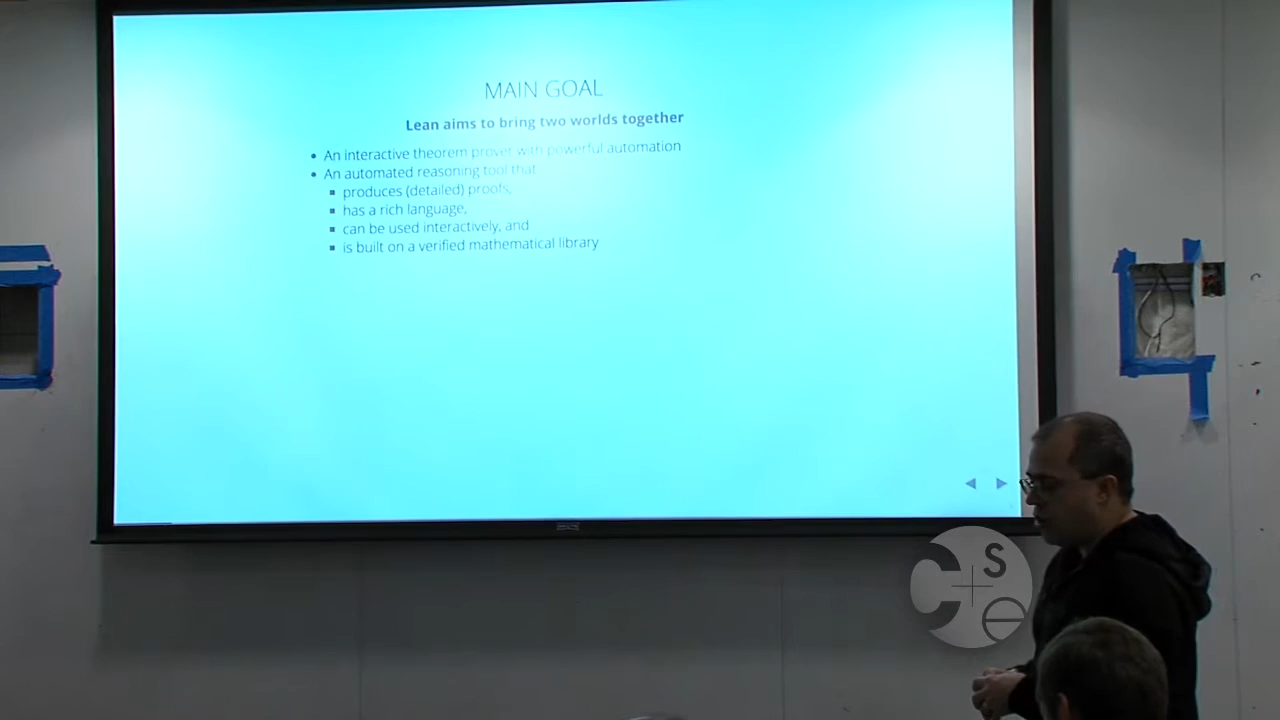 MAIN GOAL
Lean aims to bring two worlds together
• An interactive theorem prover with powerful automation
• An automated reasoning tool that
▪ produces (detailed) proofs,
▪ has a rich language,
▪ can be used interactively, and
▪ is built on a verified mathematical library
C
s
e